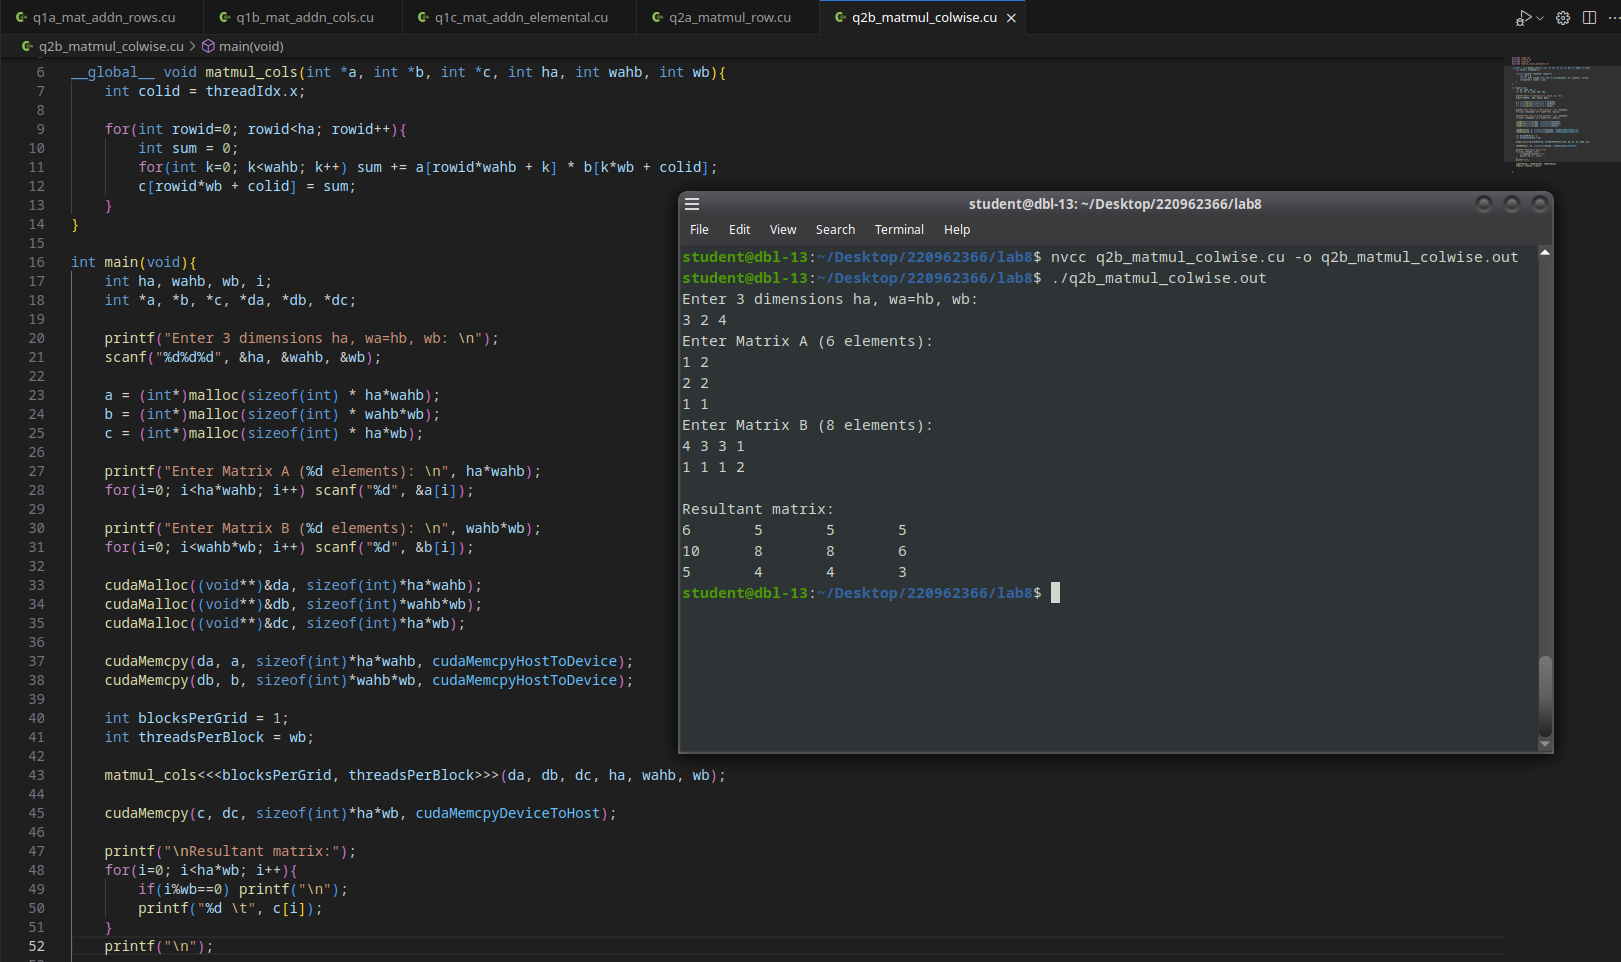 q1a_mat_addn_rows.cu q1b_mat_addn_cols.cu q1c_mat_addn_elemental.cu q2a_matmul_row.cu q2b_matmul_colwise.cu
q2b_matmul_colwise.cu > main(void)
6 __global__ void matmul_cols(int *a, int *b, int *c, int ha, int wahb, int wb){
7 int colid = threadIdx.x;
8
9 for(int rowid=0; rowid<ha; rowid++){
10 int sum = 0;
11 for(int k=0; k<wahb; k++) sum += a[rowid*wahb + k] * b[k*wb + colid];
12 c[rowid*wb + colid] = sum;
13 }
14 }
15
16 int main(void){
17 int ha, wahb, wb, i;
18 int *a, *b, *c, *da, *db, *dc;
19
20 printf("Enter 3 dimensions ha, wa=hb, wb: \n");
21 scanf("%d%d%d", &ha, &wahb, &wb);
22
23 a = (int*)malloc(sizeof(int) * ha*wahb);
24 b = (int*)malloc(sizeof(int) * wahb*wb);
25 c = (int*)malloc(sizeof(int) * ha*wb);
26
27 printf("Enter Matrix A (%d elements): \n", ha*wahb);
28 for(i=0; i<ha*wahb; i++) scanf("%d", &a[i]);
29
30 printf("Enter Matrix B (%d elements): \n", wahb*wb);
31 for(i=0; i<wahb*wb; i++) scanf("%d", &b[i]);
32
33 cudaMalloc((void**)&da, sizeof(int)*ha*wahb);
34 cudaMalloc((void**)&db, sizeof(int)*wahb*wb);
35 cudaMalloc((void**)&dc, sizeof(int)*ha*wb);
36
37 cudaMemcpy(da, a, sizeof(int)*ha*wahb, cudaMemcpyHostToDevice);
38 cudaMemcpy(db, b, sizeof(int)*wahb*wb, cudaMemcpyHostToDevice);
39
40 int blocksPerGrid = 1;
41 int threadsPerBlock = wb;
42
43 matmul_cols<<<blocksPerGrid, threadsPerBlock>>>(da, db, dc, ha, wahb, wb);
44
45 cudaMemcpy(c, dc, sizeof(int)*ha*wb, cudaMemcpyDeviceToHost);
46
47 printf("\nResultant matrix:");
48 for(i=0; i<ha*wb; i++){
49 if(i%wb==0) printf("\n");
50 printf("%d \t", c[i]);
51 }
52 printf("\n");
student@dbl-13: ~/Desktop/220962366/lab8
File Edit View Search Terminal Help
student@dbl-13:~/Desktop/220962366/lab8$ nvcc q2b_matmul_colwise.cu -o q2b_matmul_colwise.out
student@dbl-13:~/Desktop/220962366/lab8$ ./q2b_matmul_colwise.out
Enter 3 dimensions ha, wa=hb, wb:
3 2 4
Enter Matrix A (6 elements):
1 2
2 2
1 1
Enter Matrix B (8 elements):
4 3 3 1
1 1 1 2
Resultant matrix:
6 5 5 5
10 8 8 6
5 4 4 3
student@dbl-13:~/Desktop/220962366/lab8$